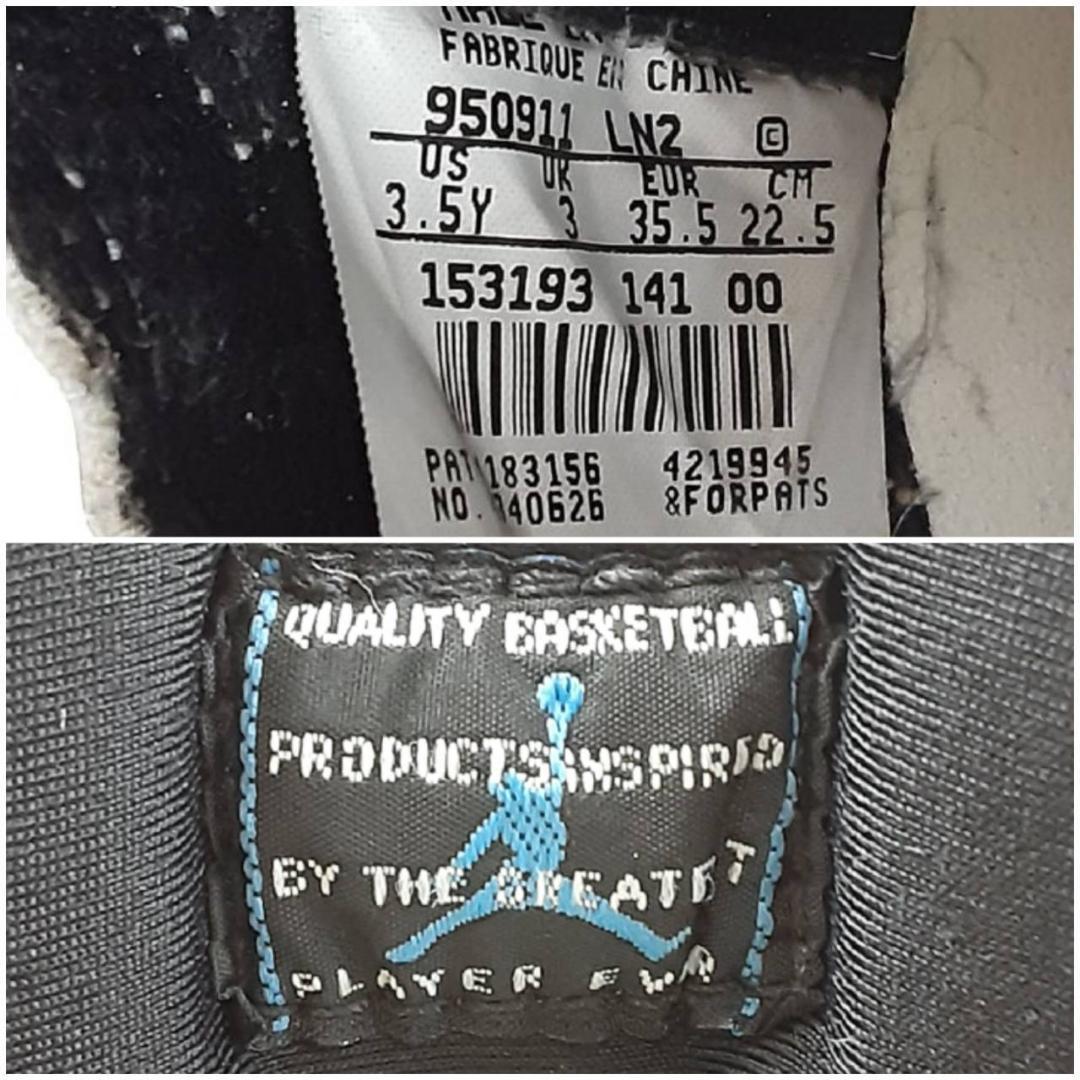 FABRIQUE EN CHINE
950911 LN2 C
US UK EUR CM
3.5Y 3 35.5 22.5
153193 141 00
PAT 183156 4219945
NO. 340626 &FORPATS
QUALITY BASKETBALL
PRODUCTS INSPIRED
BY THE GREATEST
PLAYER EVER